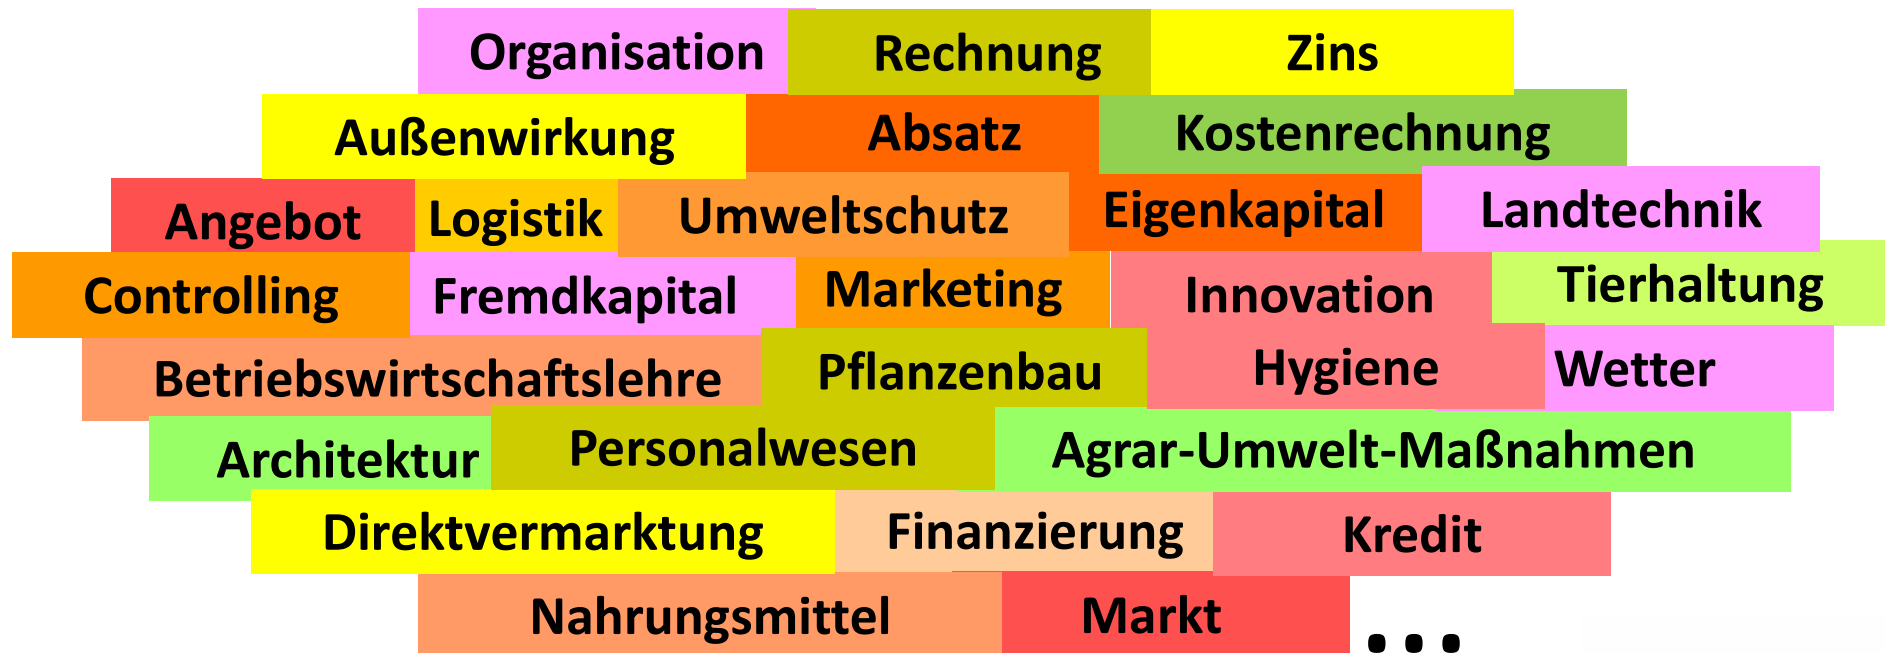 Organisation Rechnung Zins
Außenwirkung Absatz Kostenrechnung
Angebot Logistik Umweltschutz Eigenkapital Landtechnik
Controlling Fremdkapital Marketing Innovation Tierhaltung
Betriebswirtschaftslehre Pflanzenbau Hygiene Wetter
Architektur Personalwesen Agrar-Umwelt-Maßnahmen
Direktvermarktung Finanzierung Kredit
Nahrungsmittel Markt ...